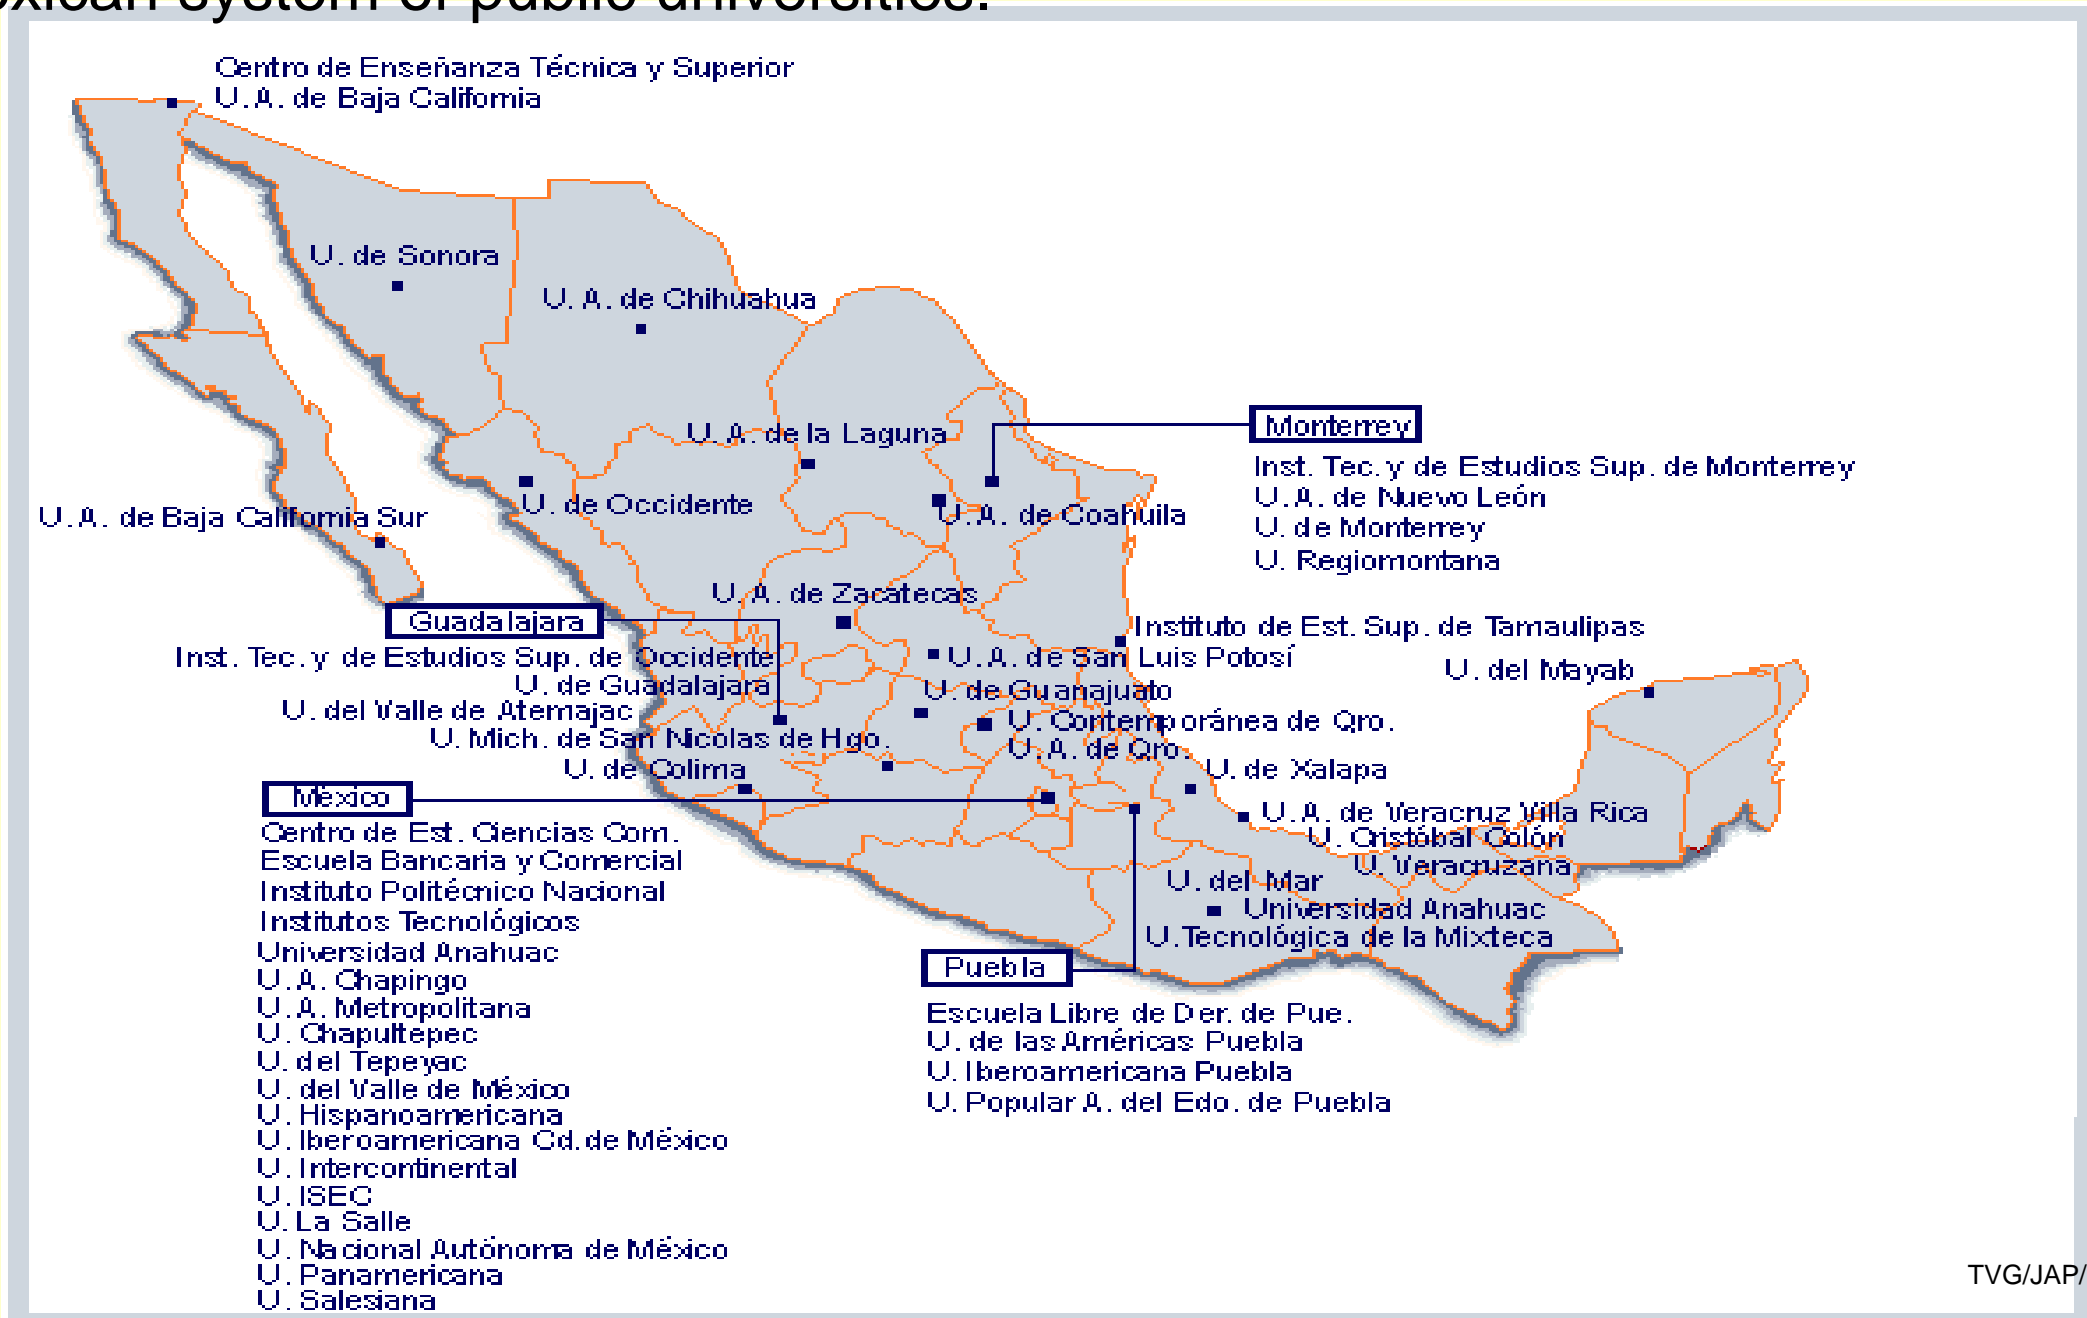 exican system of public universities.
Centro de Enseñanza Técnica y Superior
U.A. de Baja California
U. de Sonora
U. A. de Chihuahua
U. A. de la Laguna
Monterrey
Inst. Tec. y de Estudios Sup. de Monterrey
U.A. de Nuevo León
U. de Monterrey
U. Regiomontana
U. de Occidente
U.A. de Coahuila
U.A. de Baja California Sur
U. A. de Zacatecas
Guadalajara
Inst. Tec. y de Estudios Sup. de Occidente
U. de Guadalajara
U. del Valle de Atemajac
U. Mich. de San Nicolas de Hgo.
U. de Colima
Instituto de Est. Sup. de Tamaulipas
U.A. de San Luis Potosí
U. del Mayab
U. de Guanajuato
U. Contemporánea de Qro.
U.A. de Qro.
U. de Xalapa
U.A. de Veracruz Villa Rica
U. Cristóbal Colón
U. Veracruzana
U. del Mar
Universidad Anahuac
U.Tecnológica de la Mixteca
México
Centro de Est. Ciencias Com.
Escuela Bancaria y Comercial
Instituto Politécnico Nacional
Institutos Tecnológicos
Universidad Anahuac
U.A. Chapingo
U.A. Metropolitana
U. Chapultepec
U. del Tepeyac
U. del Valle de México
U. Hispanoamericana
U. Iberoamericana Cd. de México
U. Intercontinental
U. ISEC
U. La Salle
U. Nacional Autónoma de México
U. Panamericana
U. Salesiana
Puebla
Escuela Libre de Der. de Pue.
U. de las Américas Puebla
U. Iberoamericana Puebla
U. Popular A. del Edo. de Puebla
TVG/JAP/